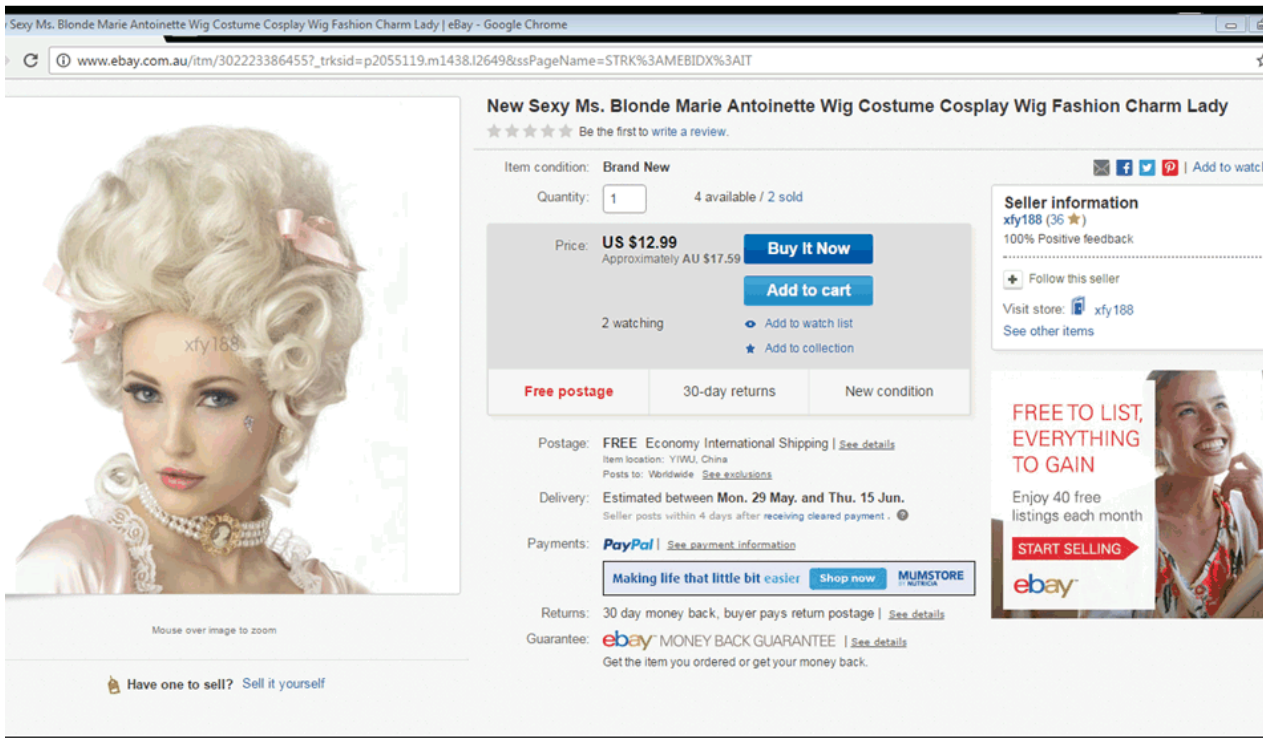 Sexy Ms. Blonde Marie Antoinette Wig Costume Cosplay Wig Fashion Charm Lady | eBay - Google Chrome
www.ebay.com.au/itm/302223386455?_trksid=p2055119.m1438.l2649&ssPageName=STRK%3AMEBIDX%3AIT
New Sexy Ms. Blonde Marie Antoinette Wig Costume Cosplay Wig Fashion Charm Lady
Be the first to write a review.
Item condition: Brand New
Quantity: 1 4 available / 2 sold
Price: US $12.99
Approximately AU $17.59
Buy It Now
Add to cart
2 watching
Add to watch list
Add to collection
Free postage 30-day returns New condition
Postage: FREE Economy International Shipping | See details
Item location: YIWU, China
Posts to: Worldwide See exclusions
Delivery: Estimated between Mon. 29 May. and Thu. 15 Jun.
Seller posts within 4 days after receiving cleared payment . ?
Payments: PayPal | See payment information
Making life that little bit easier Shop now MUMSTORE
BY NUTRICIA
Returns: 30 day money back, buyer pays return postage | See details
Guarantee: ebay MONEY BACK GUARANTEE | See details
Get the item you ordered or get your money back.
| Add to watch
Seller information
xfy188 (36 )
100% Positive feedback
Follow this seller
Visit store: xfy188
See other items
FREE TO LIST,
EVERYTHING
TO GAIN
Enjoy 40 free
listings each month
START SELLING
ebay
xfy188
Mouse over image to zoom
Have one to sell? Sell it yourself